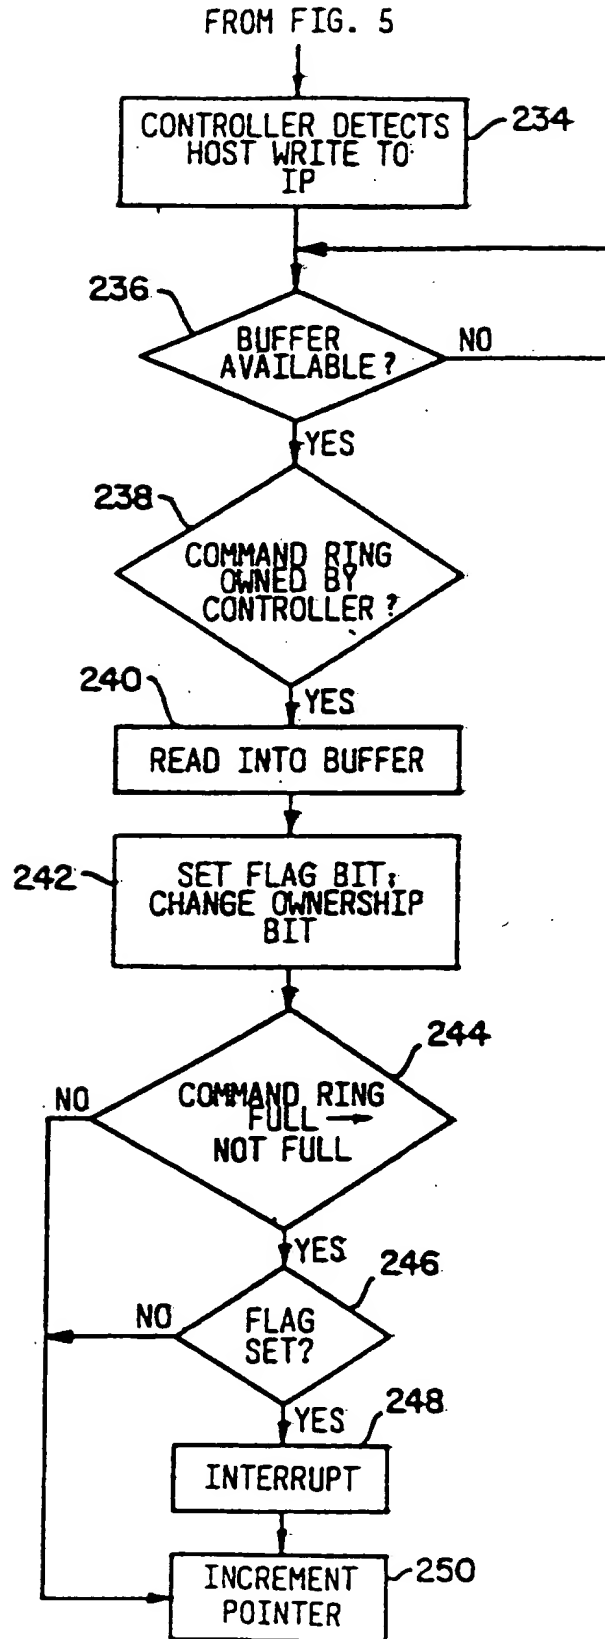 FROM FIG. 5
CONTROLLER DETECTS
HOST WRITE TO
IP
234
236
BUFFER
AVAILABLE?
NO
YES
238
COMMAND RING
OWNED BY
CONTROLLER?
240
YES
READ INTO BUFFER
242
SET FLAG BIT;
CHANGE OWNERSHIP
BIT
244
NO
COMMAND RING
FULL →
NOT FULL
YES
246
NO
FLAG
SET?
YES
248
INTERRUPT
INCREMENT
POINTER
250